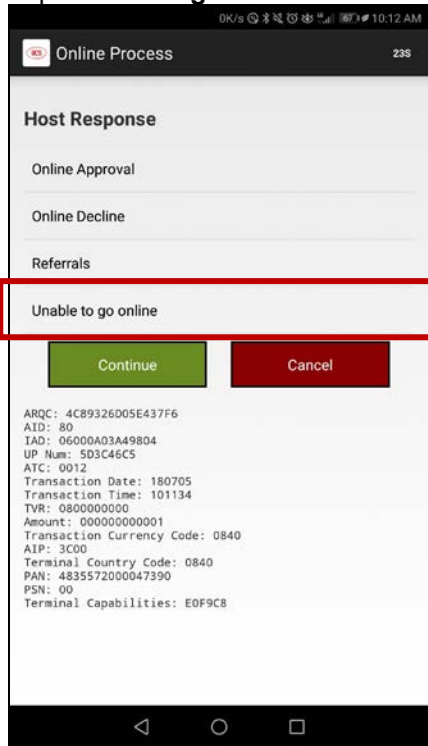 0K/s 67 10:12 AM
ACS Online Process 23S
Host Response
Online Approval
Online Decline
Referrals
Unable to go online
Continue Cancel
ARQC: 4C89326D05E437F6
AID: 80
IAD: 06000A03A49804
UP Num: 5D3C46C5
ATC: 0012
Transaction Date: 180705
Transaction Time: 101134
TVR: 0800000000
Amount: 000000000001
Transaction Currency Code: 0840
AIP: 3C00
Terminal Country Code: 0840
PAN: 4835572000047390
PSN: 00
Terminal Capabilities: E0F9C8